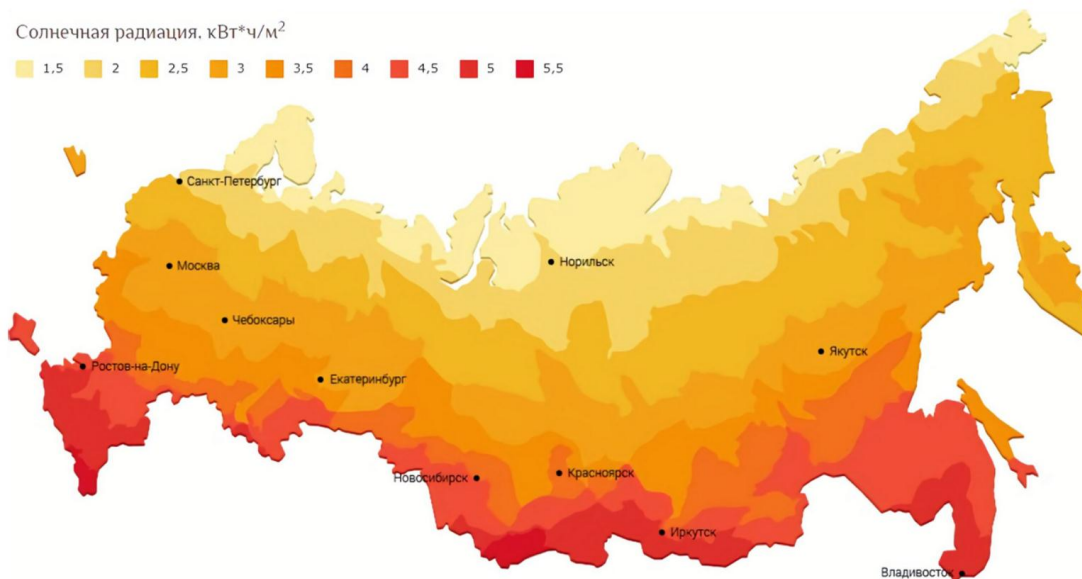 Солнечная радиация. кВт*ч/м²
1,5 2 2,5 3 3,5 4 4,5 5 5,5
Санкт-Петербург
Москва
Норильск
Чебоксары
Якутск
Ростов-на-Дону
Екатеринбург
Красноярск
Новосибирск
Иркутск
Владивосток